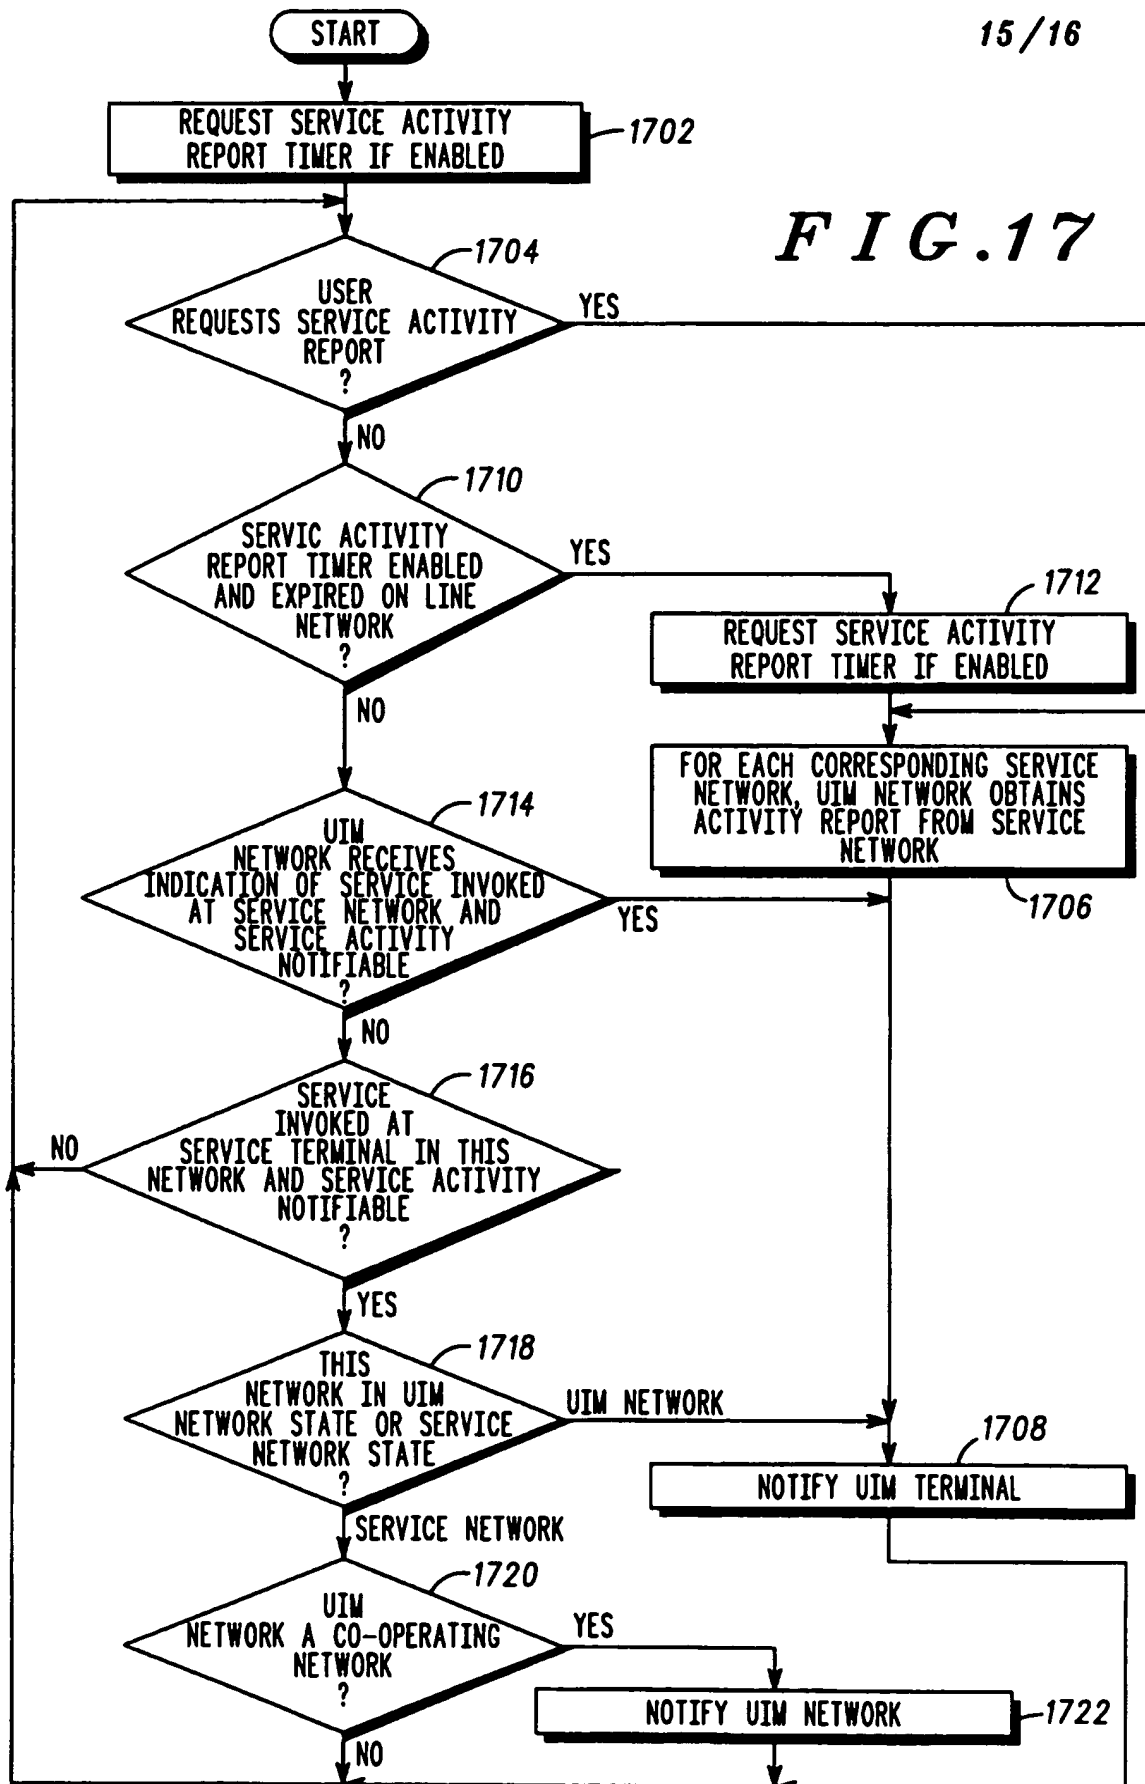 START
15/16
REQUEST SERVICE ACTIVITY
REPORT TIMER IF ENABLED
1702
FIG.17
1704
USER
REQUESTS SERVICE ACTIVITY
REPORT
?
YES
NO
1710
SERVIC ACTIVITY
REPORT TIMER ENABLED
AND EXPIRED ON LINE
NETWORK
?
YES
NO
1712
REQUEST SERVICE ACTIVITY
REPORT TIMER IF ENABLED
FOR EACH CORRESPONDING SERVICE
NETWORK, UIM NETWORK OBTAINS
ACTIVITY REPORT FROM SERVICE
NETWORK
1706
1714
UIM
NETWORK RECEIVES
INDICATION OF SERVICE INVOKED
AT SERVICE NETWORK AND
SERVICE ACTIVITY
NOTIFIABLE
?
YES
NO
1716
SERVICE
INVOKED AT
SERVICE TERMINAL IN THIS
NETWORK AND SERVICE ACTIVITY
NOTIFIABLE
?
NO
YES
1718
THIS
NETWORK IN UIM
NETWORK STATE OR SERVICE
NETWORK STATE
?
UIM NETWORK
SERVICE NETWORK
1708
NOTIFY UIM TERMINAL
1720
UIM
NETWORK A CO-OPERATING
NETWORK
?
YES
NO
NOTIFY UIM NETWORK
1722